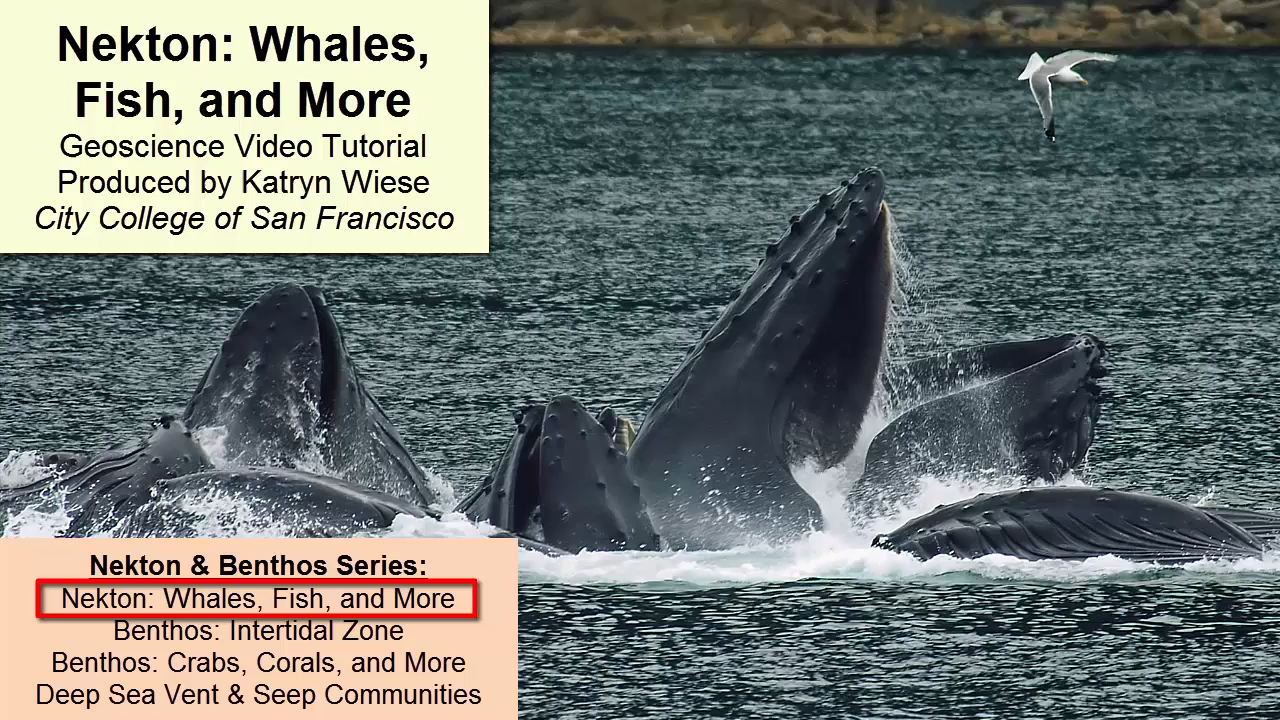 Nekton: Whales,
Fish, and More
Geoscience Video Tutorial
Produced by Katryn Wiese
City College of San Francisco
Nekton & Benthos Series:
Nekton: Whales, Fish, and More
Benthos: Intertidal Zone
Benthos: Crabs, Corals, and More
Deep Sea Vent & Seep Communities